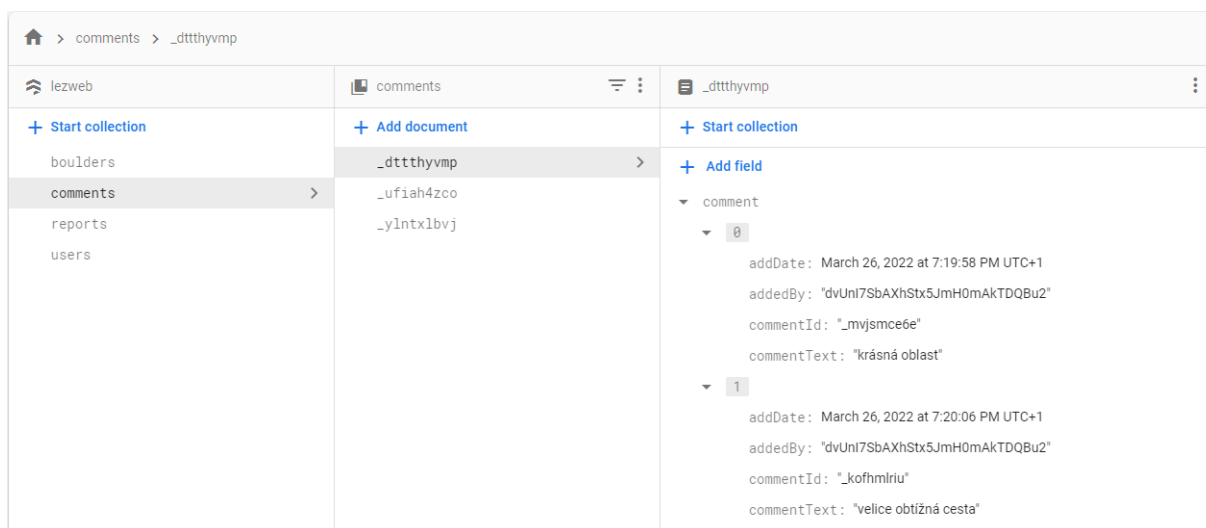 comments > _dttthyvmp
lezweb
Start collection
boulders
comments
reports
users
comments
Add document
_dttthyvmp
_ufiah4zco
_ylntxlbvj
_dttthyvmp
Start collection
Add field
comment
0
addDate: March 26, 2022 at 7:19:58 PM UTC+1
addedBy: "dvUnI7SbAXhStx5JmH0mAkTDQBu2"
commentId: "_mvjsmce6e"
commentText: "krásná oblast"
1
addDate: March 26, 2022 at 7:20:06 PM UTC+1
addedBy: "dvUnI7SbAXhStx5JmH0mAkTDQBu2"
commentId: "_kofhmlriu"
commentText: "velice obtížná cesta"